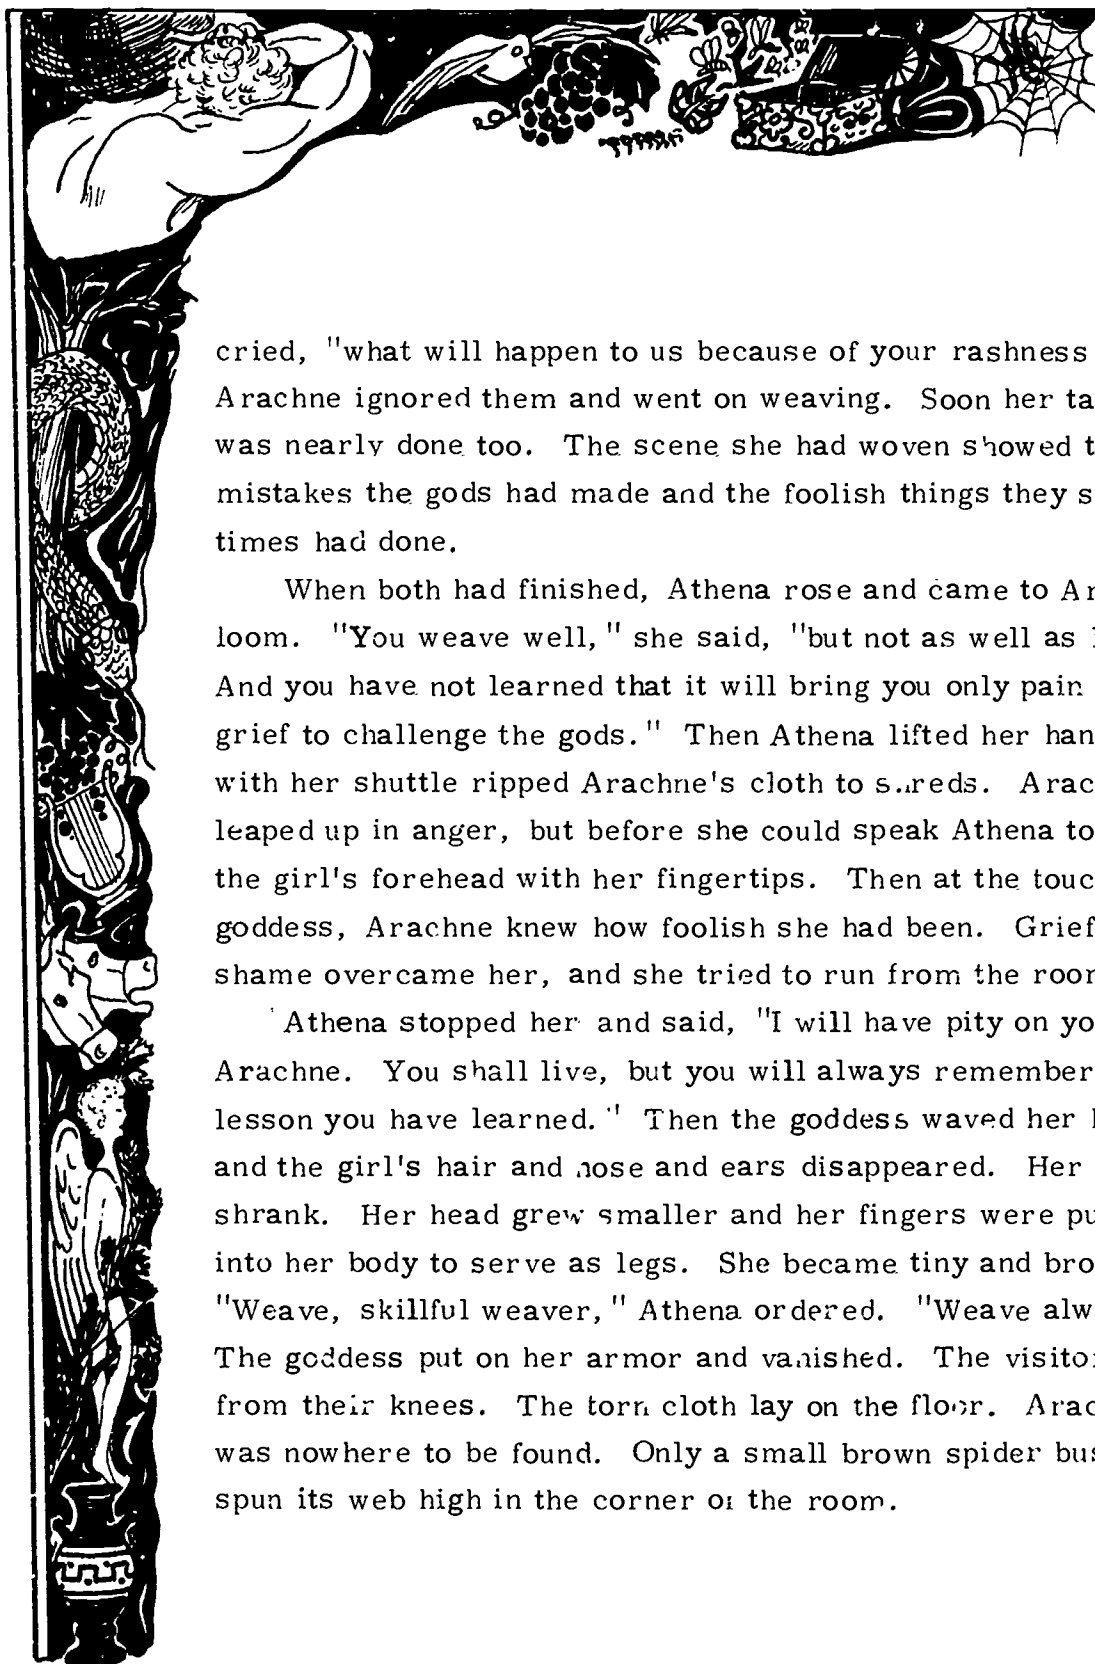 cried, "what will happen to us because of your rashness
Arachne ignored them and went on weaving. Soon her ta
was nearly done too. The scene she had woven showed t
mistakes the gods had made and the foolish things they s
times had done.
When both had finished, Athena rose and came to Ar
loom. "You weave well," she said, "but not as well as I
And you have not learned that it will bring you only pain
grief to challenge the gods." Then Athena lifted her han
with her shuttle ripped Arachne's cloth to shreds. Arac
leaped up in anger, but before she could speak Athena to
the girl's forehead with her fingertips. Then at the touc
goddess, Arachne knew how foolish she had been. Grief
shame overcame her, and she tried to run from the roor
Athena stopped her and said, "I will have pity on yo
Arachne. You shall live, but you will always remember
lesson you have learned." Then the goddess waved her h
and the girl's hair and nose and ears disappeared. Her
shrank. Her head grew smaller and her fingers were pu
into her body to serve as legs. She became tiny and bro
"Weave, skillful weaver," Athena ordered. "Weave alw
The goddess put on her armor and vanished. The visito
from their knees. The torn cloth lay on the floor. Arac
was nowhere to be found. Only a small brown spider bus
spun its web high in the corner of the room.